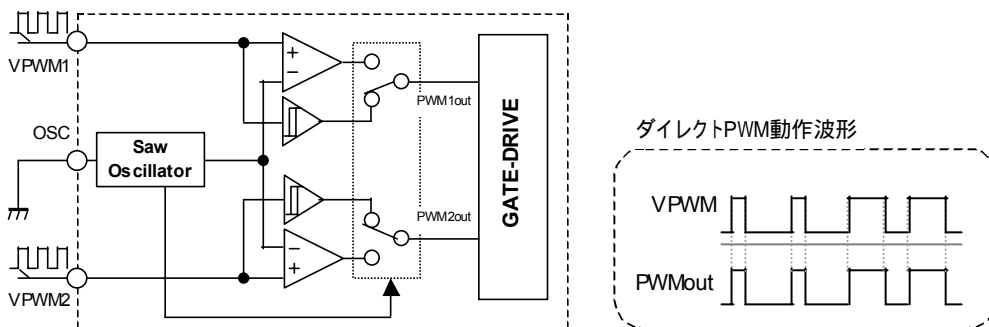 VPWM1
OSC
Saw
Oscillator
VPWM2
+
−
−
+
PWM1out
PWM2out
GATE-DRIVE
ダイレクトPWM動作波形
VPWM
PWMout